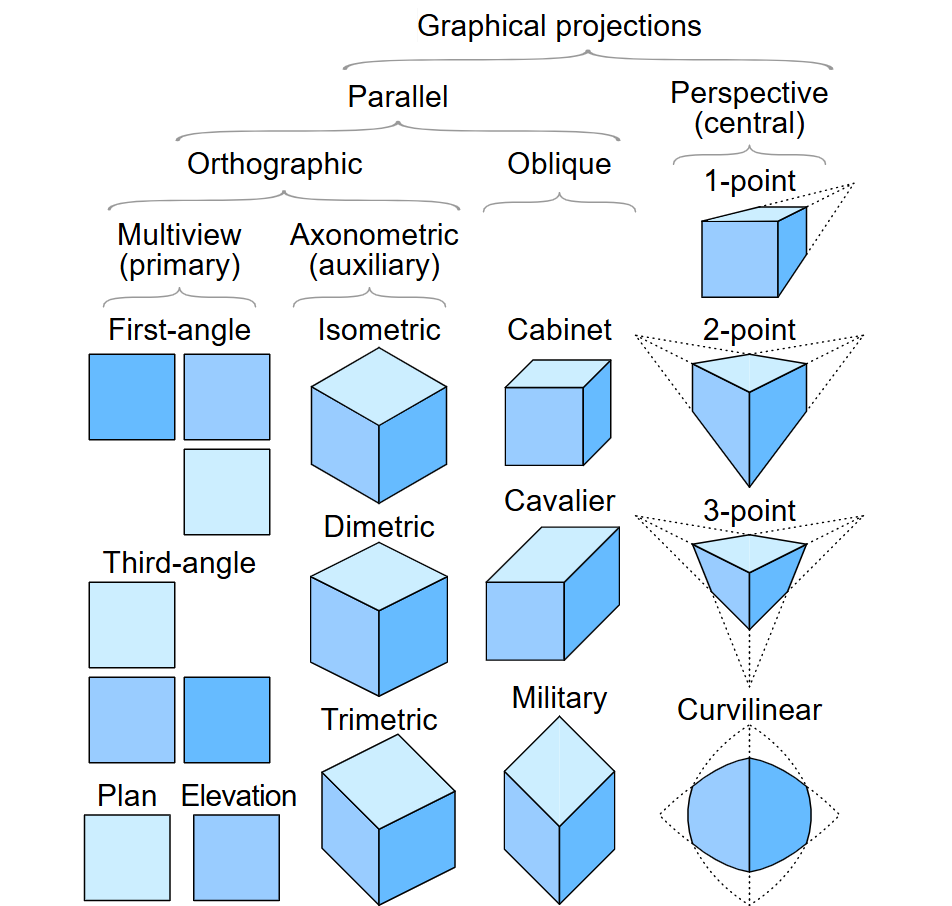 Graphical projections
Parallel
Perspective
(central)
Orthographic
Oblique
1-point
Multiview
(primary)
Axonometric
(auxiliary)
First-angle
Isometric
Cabinet
2-point
Cavalier
3-point
Dimetric
Third-angle
Military
Curvilinear
Trimetric
Plan
Elevation